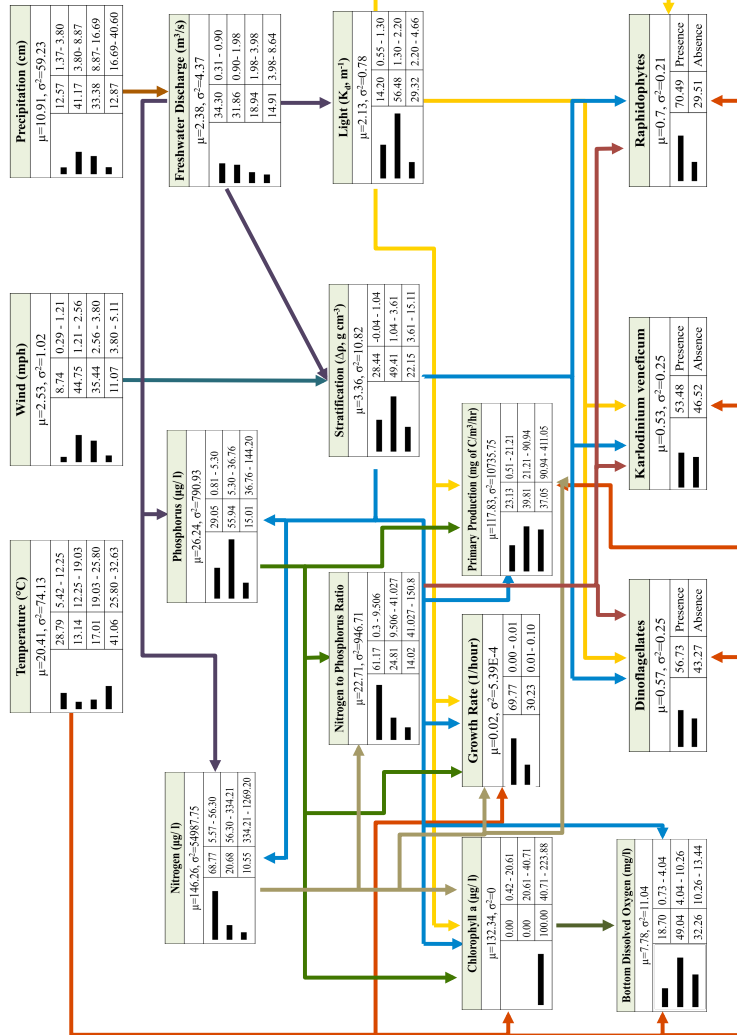 Temperature (°C)
μ=20.41, σ²=74.13
28.79 5.42 - 12.25
13.14 12.25 - 19.03
17.01 19.03 - 25.80
41.06 25.80 - 32.63
Wind (mph)
μ=2.53, σ²=1.02
8.74 0.29 - 1.21
44.75 1.21 - 2.56
35.44 2.56 - 3.80
11.07 3.80 - 5.11
Precipitation (cm)
μ=10.91, σ²=59.23
12.57 1.37- 3.80
41.17 3.80- 8.87
33.38 8.87 - 16.69
12.87 16.69- 40.60
Nitrogen (μg/ l)
μ=146.26, σ²=54987.75
68.77 5.57 - 56.30
20.68 56.30 - 334.21
10.55 334.21 - 1269.20
Phosphorus (μg/ l)
μ=26.24, σ²=790.93
29.05 0.81 - 5.30
55.94 5.30 - 36.76
15.01 36.76 - 144.20
Freshwater Discharge (m³/s)
μ=2.38, σ²=4.37
34.30 0.31 - 0.90
31.86 0.90- 1.98
18.94 1.98- 3.98
14.91 3.98- 8.64
Nitrogen to Phosphorus Ratio
μ=22.71, σ²=946.71
61.17 0.3 - 9.506
24.81 9.506 - 41.027
14.02 41.027 - 150.8
Stratification (Δρ, g cm⁻³)
μ=3.36, σ²=10.82
28.44 -0.04 - 1.04
49.41 1.04 - 3.61
22.15 3.61 - 15.11
Light (Kd, m⁻¹)
μ=2.13, σ²=0.78
14.20 0.55 - 1.30
56.48 1.30 - 2.20
29.32 2.20 - 4.66
Chlorophyll a (μg/ l)
μ=132.34, σ²=0
0.00 0.42 - 20.61
0.00 20.61 - 40.71
100.00 40.71 - 223.88
Growth Rate (1/hour)
μ=0.02, σ²=5.39E-4
69.77 0.00 - 0.01
30.23 0.01 - 0.10
Primary Production (mg of C/m³/hr)
μ=117.83, σ²=10735.75
23.13 0.51 - 21.21
39.81 21.21 - 90.94
37.05 90.94 - 411.05
Bottom Dissolved Oxygen (mg/l)
μ=7.78, σ²=11.04
18.70 0.73 - 4.04
49.04 4.04 - 10.26
32.26 10.26 - 13.44
Dinoflagellates
μ=0.57, σ²=0.25
56.73 Presence
43.27 Absence
Karlodinium veneficum
μ=0.53, σ²=0.25
53.48 Presence
46.52 Absence
Raphidophytes
μ=0.7, σ²=0.21
70.49 Presence
29.51 Absence